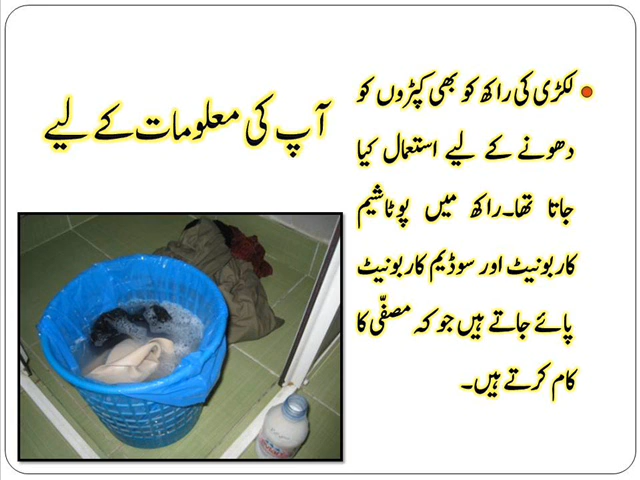 آپ کی معلومات کے لیے
لکڑی کی راکھ کو بھی کپڑوں کو
دھونے کے لیے استعمال کیا
جاتا تھا۔راکھ میں پوٹاشیم
کاربونیٹ اور سوڈیم کاربونیٹ
پائے جاتے ہیں جو کہ مصفّی کا
کام کرتے ہیں۔